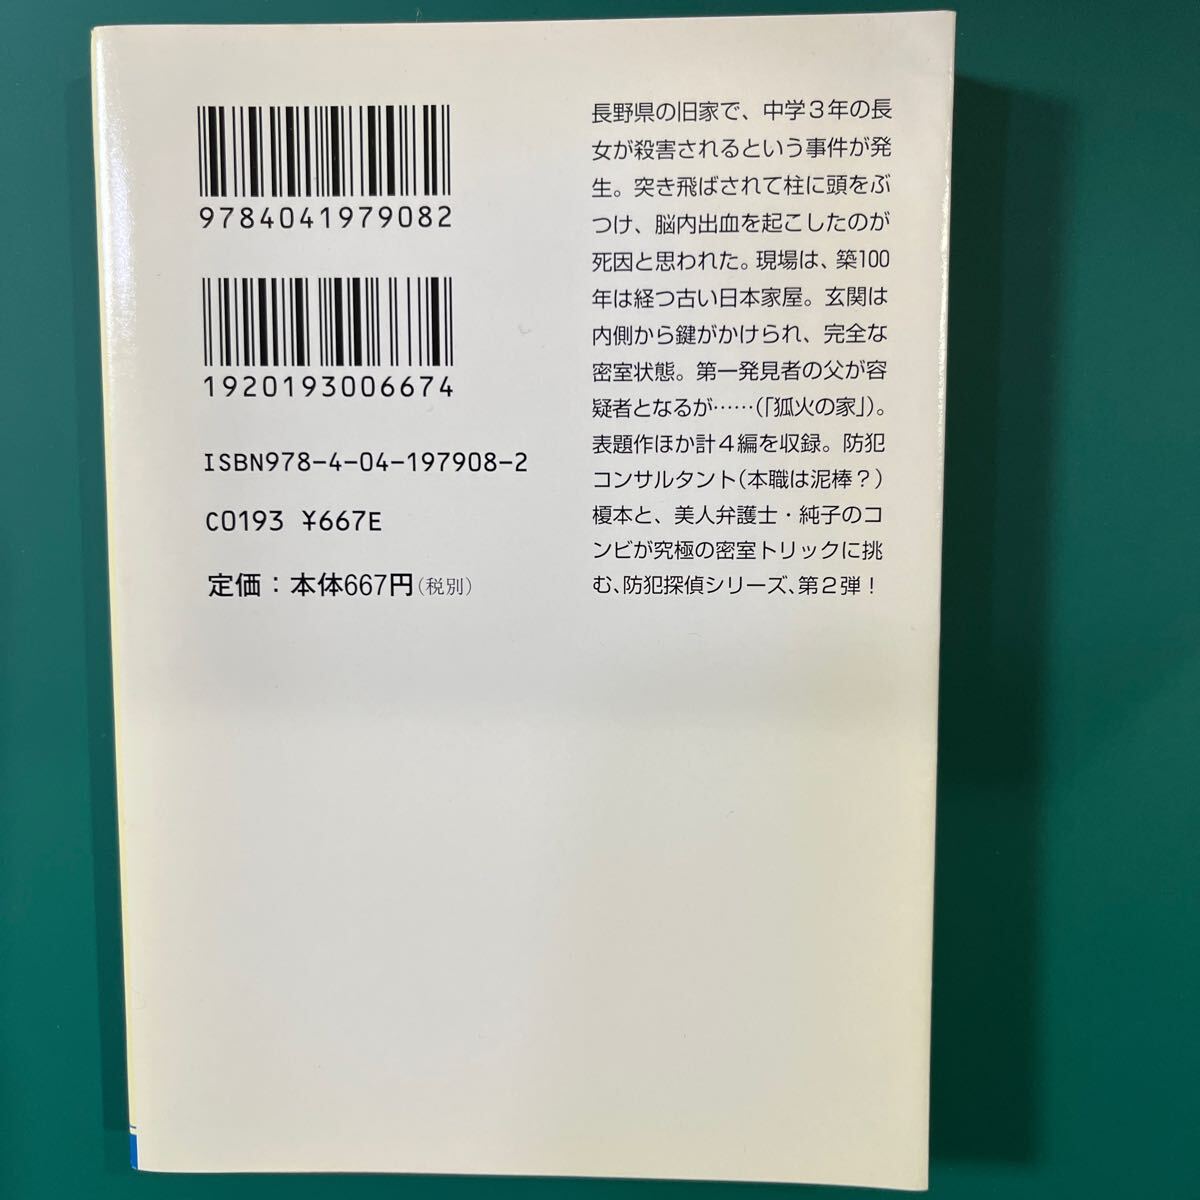 9784041979082
1920193006674
ISBN978-4-04-197908-2
C0193 ¥667E
定価：本体667円（税別）
長野県の旧家で、中学３年の長
女が殺害されるという事件が発
生。突き飛ばされて柱に頭をぶ
つけ、脳内出血を起こしたのが
死因と思われた。現場は、築100
年は経つ古い日本家屋。玄関は
内側から鍵がかけられ、完全な
密室状態。第一発見者の父が容
疑者となるが……（「狐火の家」）。
表題作ほか計４編を収録。防犯
コンサルタント（本職は泥棒？）
榎本と、美人弁護士・純子のコ
ンビが究極の密室トリックに挑
む、防犯探偵シリーズ、第２弾！